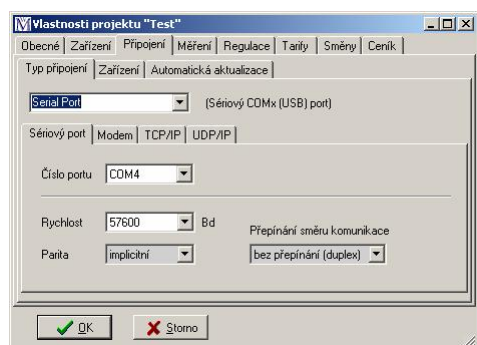 Vlastnosti projektu "Test"
Obecné Zařízení Připojení Měření Regulace Tarify Směny Ceník
Typ připojení Zařízení Automatická aktualizace
Serial Port (Sériový COMx (USB) port)
Sériový port Modem TCP/IP UDP/IP
Číslo portu COM4
Rychlost 57600 Bd
Přepínání směru komunikace
Parita implicitní bez přepínání (duplex)
OK Storno